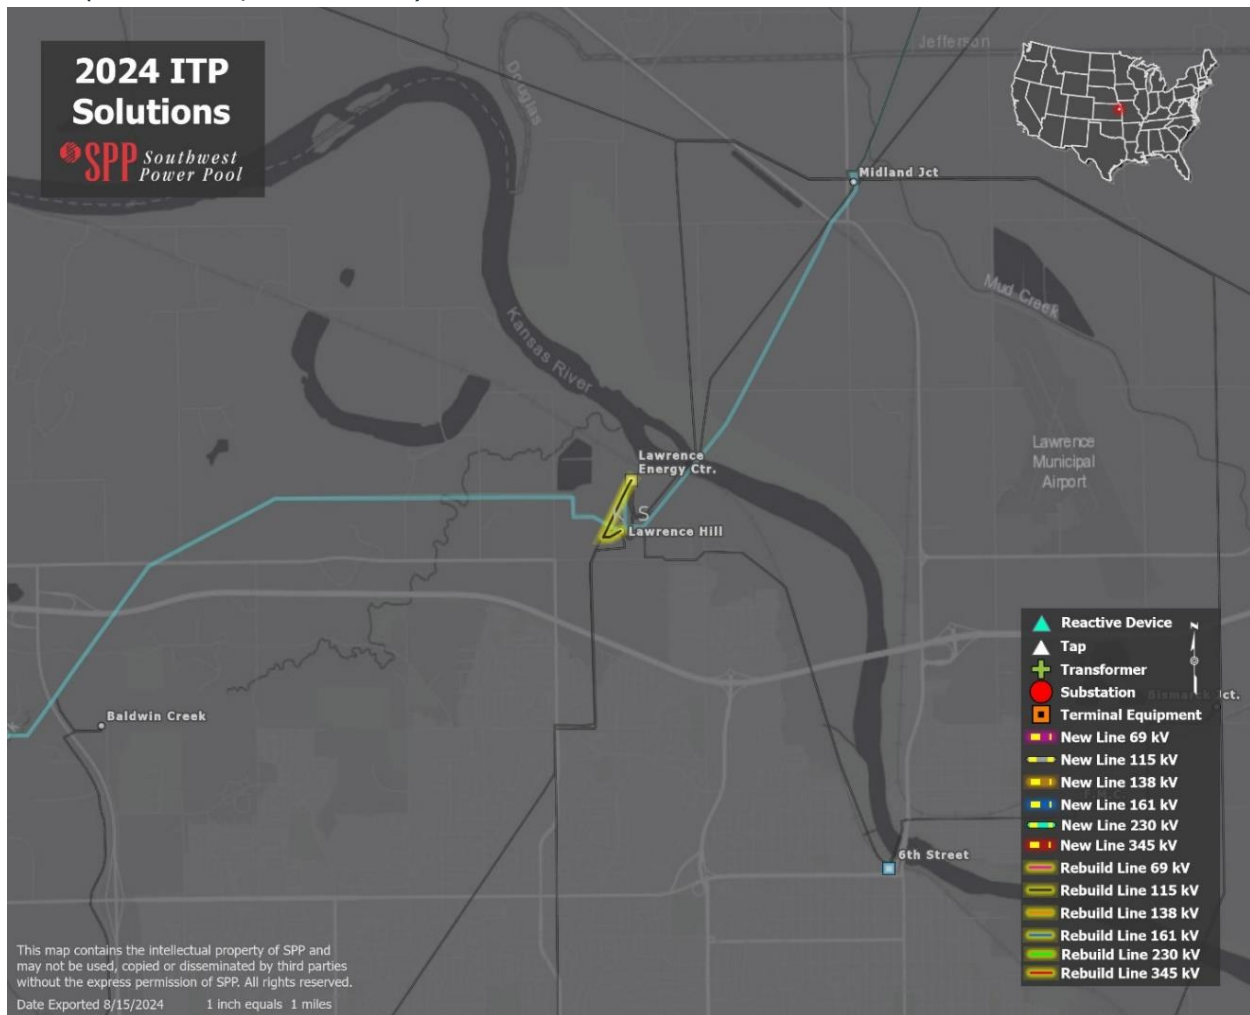 2024 ITP
Solutions
SPP Southwest
Power Pool
Jefferson
Douglas
Midland Jct
Mud Creek
Kansas River
Lawrence
Municipal
Airport
Lawrence
Energy Ctr.
K S
Lawrence Hill
Baldwin Creek
6th Street
N
Reactive Device
Tap
Transformer
Substation
Bismarck Jct.
Terminal Equipment
New Line 69 kV
New Line 115 kV
New Line 138 kV
New Line 161 kV
New Line 230 kV
New Line 345 kV
Rebuild Line 69 kV
Rebuild Line 115 kV
Rebuild Line 138 kV
Rebuild Line 161 kV
Rebuild Line 230 kV
Rebuild Line 345 kV
This map contains the intellectual property of SPP and
may not be used, copied or disseminated by third parties
without the express permission of SPP. All rights reserved.
Date Exported 8/15/2024 1 inch equals 1 miles